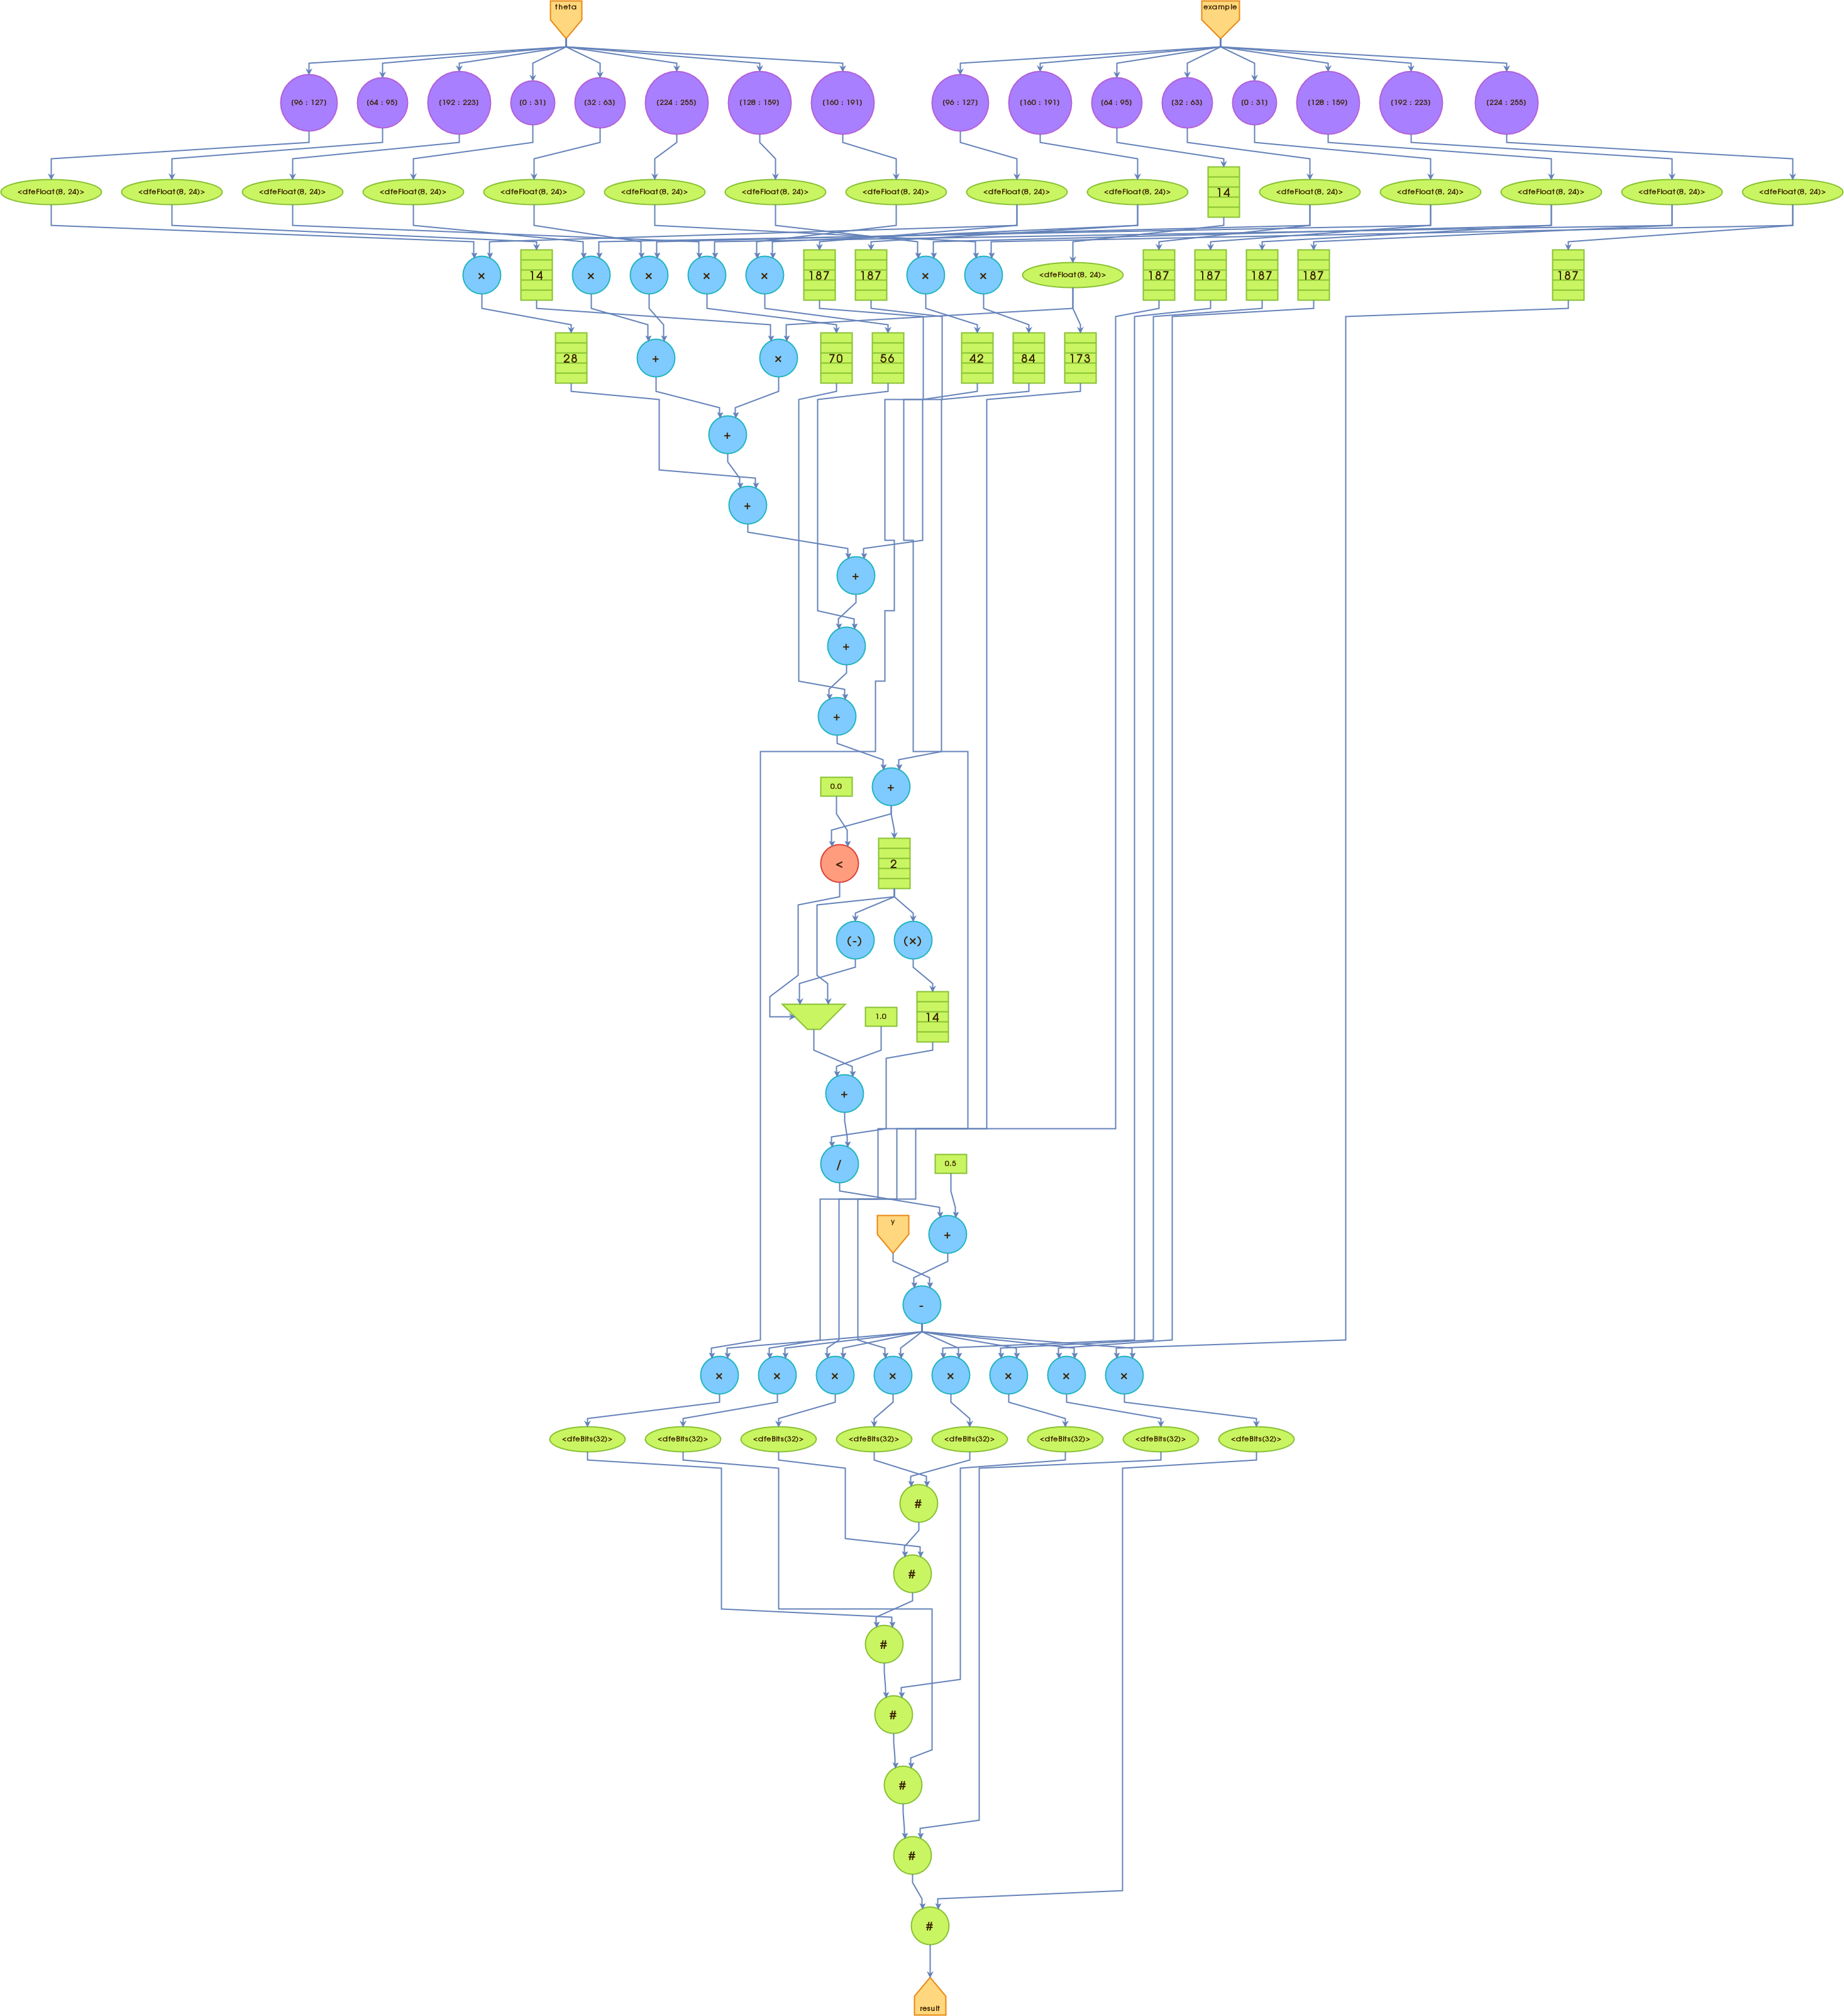 theta example
(96 : 127) (64 : 95) (192 : 223) (0 : 31) (32 : 63) (224 : 255) (128 : 159) (160 : 191) (96 : 127) (160 : 191) (64 : 95) (32 : 63) (0 : 31) (128 : 159) (192 : 223) (224 : 255)
<dfeFloat(8, 24)> <dfeFloat(8, 24)> <dfeFloat(8, 24)> <dfeFloat(8, 24)> <dfeFloat(8, 24)> <dfeFloat(8, 24)> <dfeFloat(8, 24)> <dfeFloat(8, 24)> <dfeFloat(8, 24)> <dfeFloat(8, 24)> 14 <dfeFloat(8, 24)> <dfeFloat(8, 24)> <dfeFloat(8, 24)> <dfeFloat(8, 24)> <dfeFloat(8, 24)>
× 14 × × × × 187 187 × × <dfeFloat(8, 24)> 187 187 187 187 187
28 + × 70 56 42 84 173
+
+
+
+
+
0.0 +
< 2
(-) (×)
1.0 14
+
/ 0.5
y +
-
× × × × × × × ×
<dfeBits(32)> <dfeBits(32)> <dfeBits(32)> <dfeBits(32)> <dfeBits(32)> <dfeBits(32)> <dfeBits(32)> <dfeBits(32)>
#
#
#
#
#
#
#
result